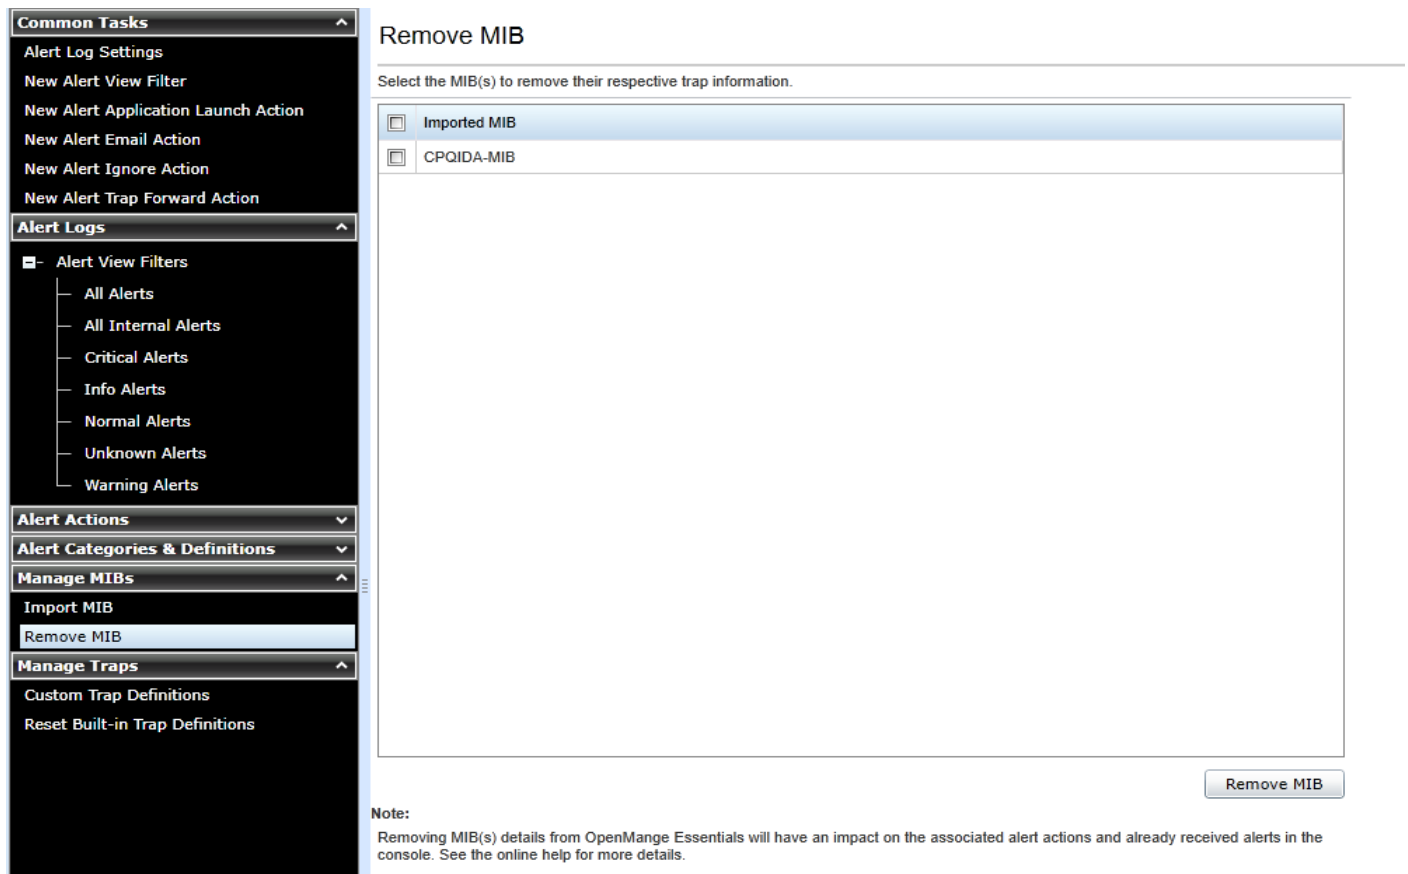 Common Tasks
Alert Log Settings
New Alert View Filter
New Alert Application Launch Action
New Alert Email Action
New Alert Ignore Action
New Alert Trap Forward Action
Alert Logs
Alert View Filters
All Alerts
All Internal Alerts
Critical Alerts
Info Alerts
Normal Alerts
Unknown Alerts
Warning Alerts
Alert Actions
Alert Categories & Definitions
Manage MIBs
Import MIB
Remove MIB
Manage Traps
Custom Trap Definitions
Reset Built-in Trap Definitions
Remove MIB
Select the MIB(s) to remove their respective trap information.
Imported MIB
CPQIDA-MIB
Remove MIB
Note:
Removing MIB(s) details from OpenMange Essentials will have an impact on the associated alert actions and already received alerts in the
console. See the online help for more details.